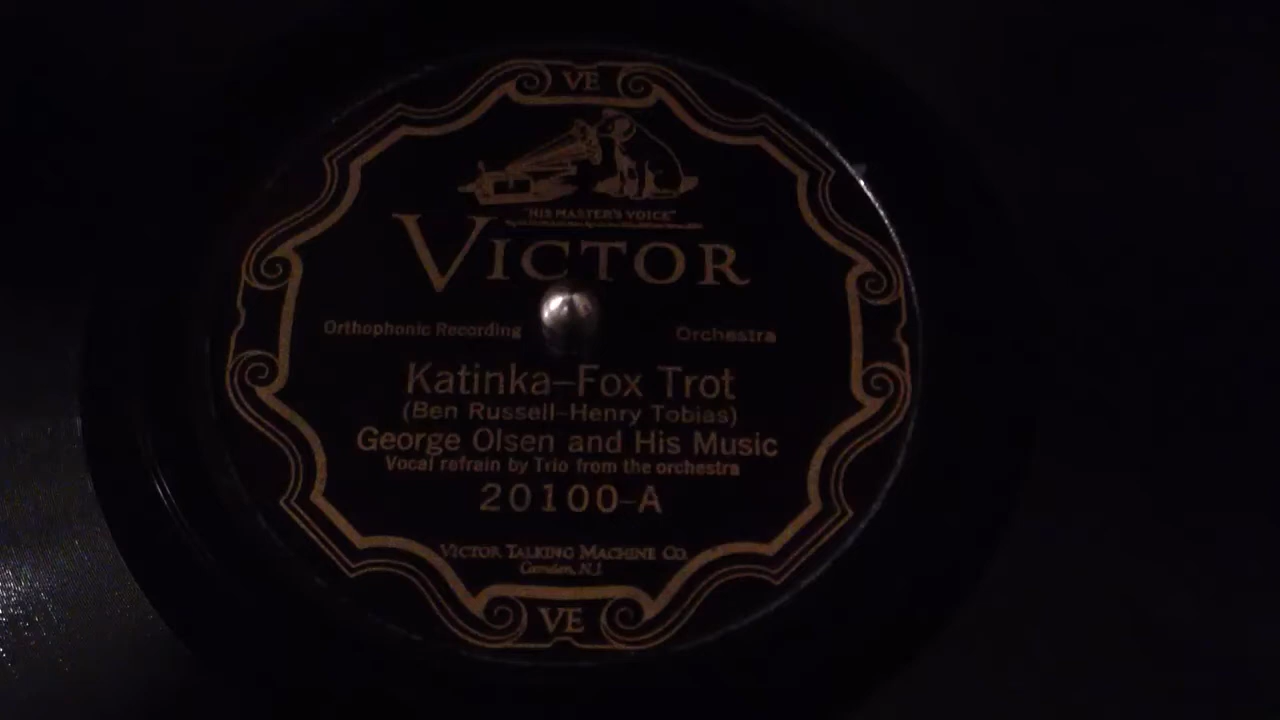 VE
"HIS MASTER'S VOICE"
VICTOR
Orthophonic Recording Orchestra
Katinka–Fox Trot
(Ben Russell–Henry Tobias)
George Olsen and His Music
Vocal refrain by Trio from the orchestra
20100-A
VICTOR TALKING MACHINE CO.
Camden, N.J.
VE